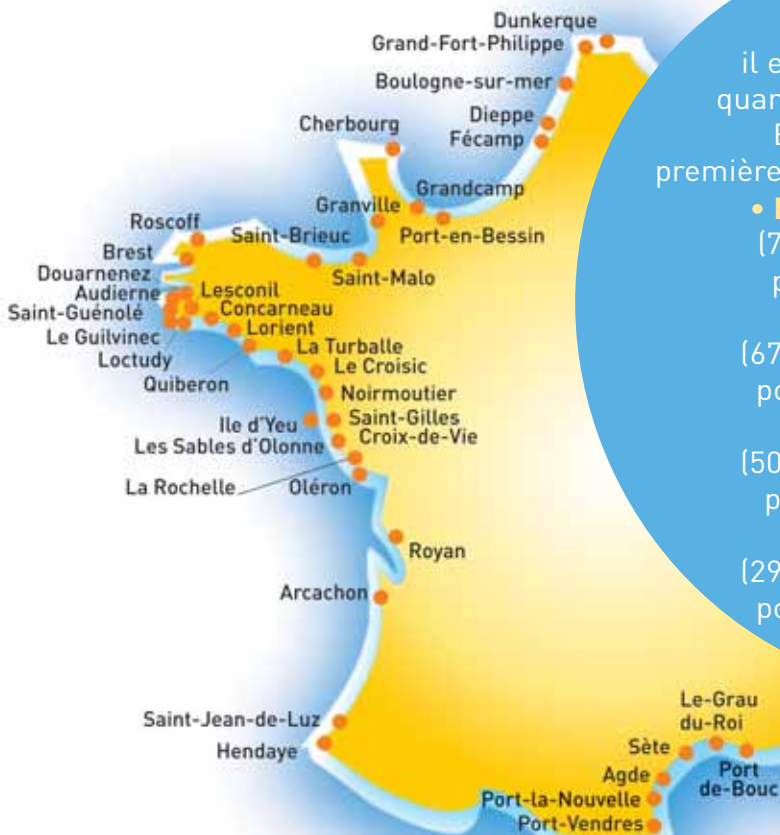 Dunkerque
Grand-Fort-Philippe
Boulogne-sur-mer
Dieppe
Fécamp
Cherbourg
Grandcamp
Granville
Port-en-Bessin
Roscoff
Saint-Brieuc
Saint-Malo
Brest
Douarnenez
Audierne
Lesconil
Saint-Guénolé
Concarneau
Le Guilvinec
Lorient
Loctudy
La Turballe
Quiberon
Le Croisic
Noirmoutier
Ile d'Yeu
Saint-Gilles
Croix-de-Vie
Les Sables d'Olonne
La Rochelle
Oléron
Royan
Arcachon
Saint-Jean-de-Luz
Hendaye
Le-Grau
du-Roi
Sète
Port
de-Bouc
Agde
Port-la-Nouvelle
Port-Vendres
il e
quan
première
•
(7
p
(67
po
(50
p
(29
po